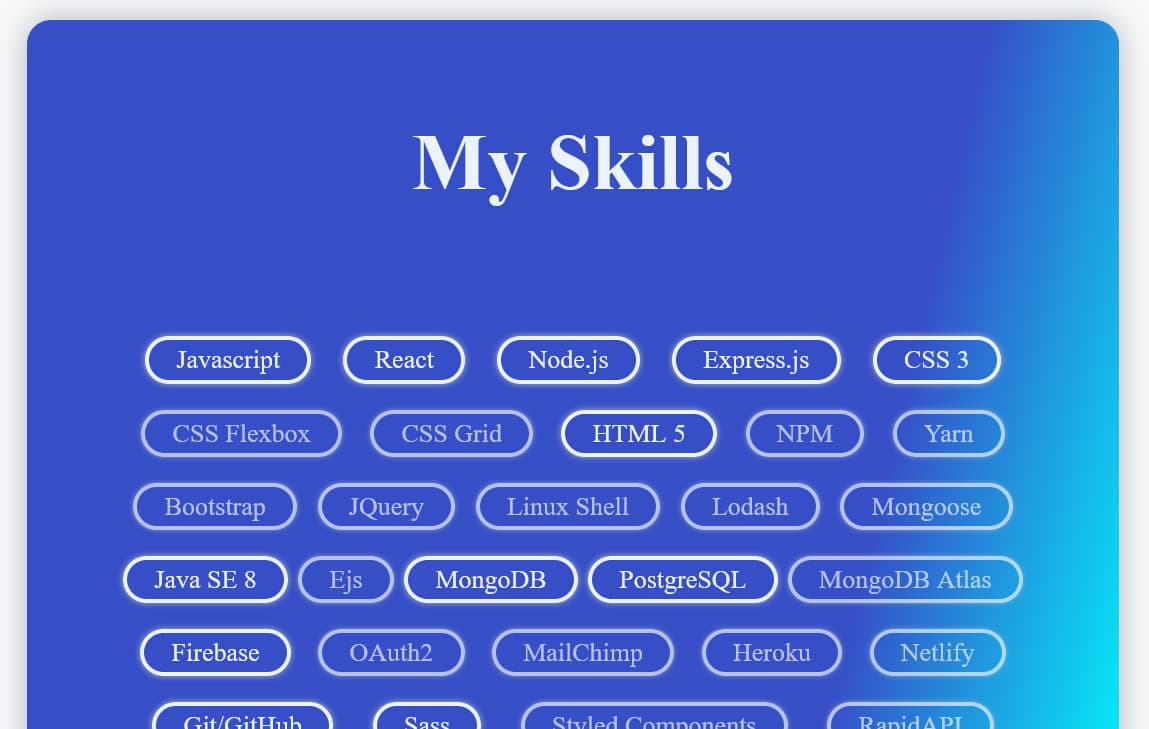 My Skills
Javascript React Node.js Express.js CSS 3
CSS Flexbox CSS Grid HTML 5 NPM Yarn
Bootstrap JQuery Linux Shell Lodash Mongoose
Java SE 8 Ejs MongoDB PostgreSQL MongoDB Atlas
Firebase OAuth2 MailChimp Heroku Netlify
Git/GitHub Sass Styled Components RapidAPI